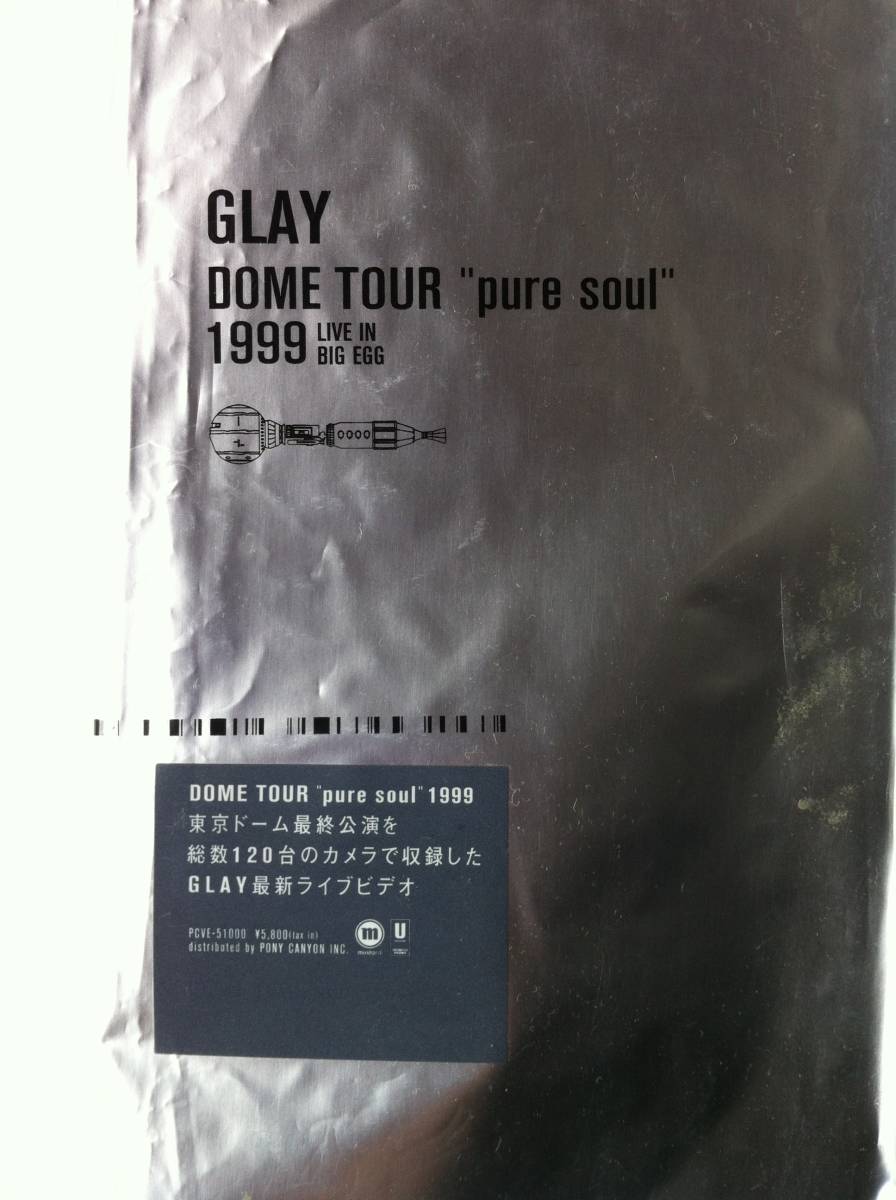 GLAY
DOME TOUR "pure soul"
1999 LIVE IN
BIG EGG
DOME TOUR "pure soul" 1999
東京ドーム最終公演を
総数120台のカメラで収録した
GLAY最新ライブビデオ
PCVE-51000 ¥5,800(tax in)
distributed by PONY CANYON INC.
m
U